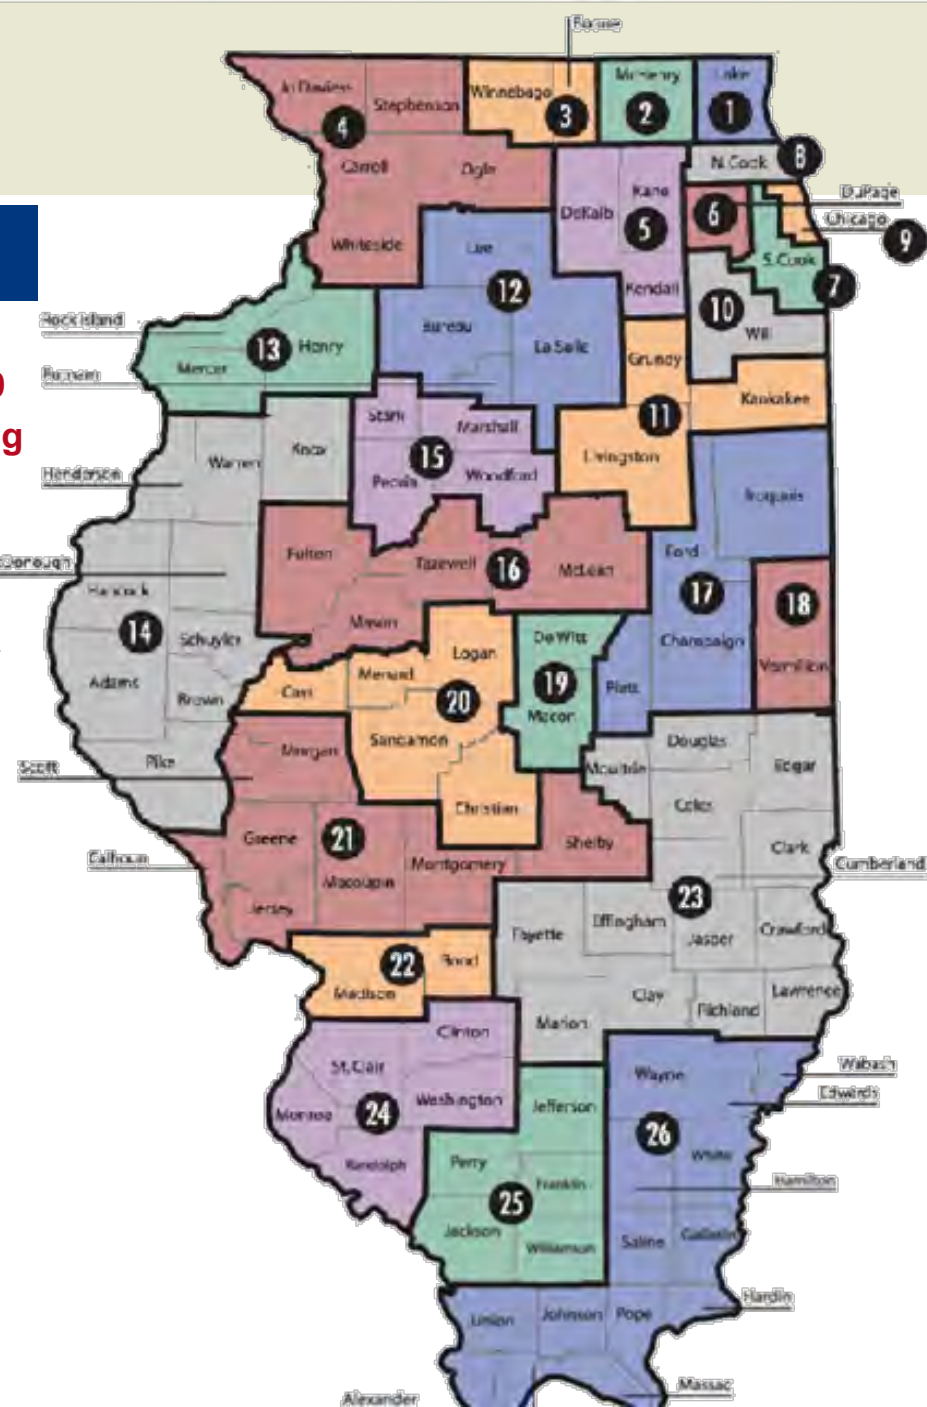 Boone
Jo Daviess
Stephenson
Winnebago
McHenry
Lake
4
3
2
1
Carroll
Ogle
N. Cook
8
DeKalb
Kane
5
6
DuPage
Chicago
9
Whiteside
Lee
S. Cook
7
12
Kendall
10
Will
Rock Island
Bureau
La Salle
13
Henry
Mercer
Putnam
Grundy
Kankakee
11
g
Stark
Marshall
15
Peoria
Woodford
Livingston
Knox
Warren
Henderson
Iroquois
Fulton
Tazewell
16
McLean
Ford
17
18
Donough
Hancock
14
Mason
Schuyler
Logan
De Witt
Champaign
Vermilion
Adams
Brown
Cass
Menard
20
19
Piatt
Macon
Sangamon
Pike
Scott
Morgan
Moultrie
Douglas
Edgar
Christian
Coles
Greene
21
Shelby
Clark
Calhoun
Macoupin
Montgomery
Cumberland
Jersey
23
Fayette
Effingham
Jasper
Crawford
22
Bond
Madison
Clay
Richland
Lawrence
Marion
Clinton
St. Clair
Wayne
Wabash
Edwards
Monroe
24
Washington
Jefferson
26
White
Randolph
Perry
Franklin
Hamilton
25
Jackson
Williamson
Saline
Gallatin
Hardin
Union
Johnson
Pope
Massac
Alexander